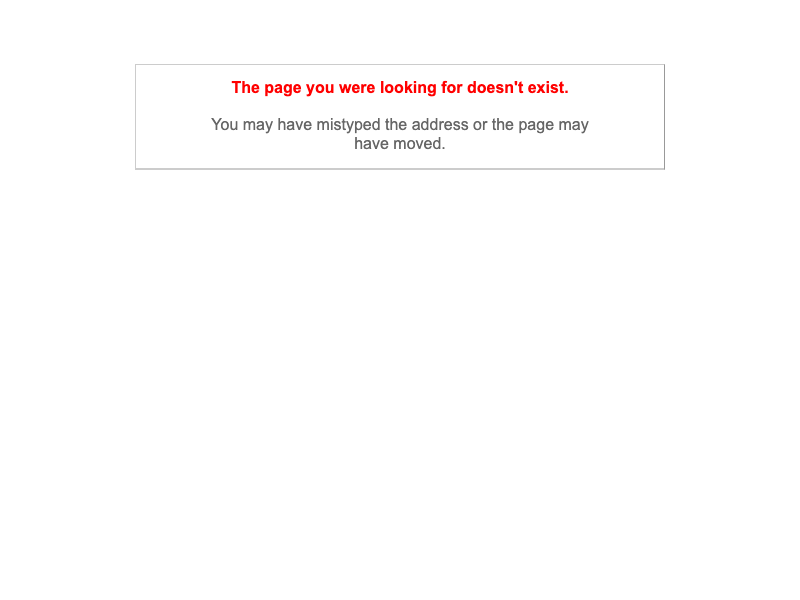 The page you were looking for doesn't exist.
You may have mistyped the address or the page may
have moved.